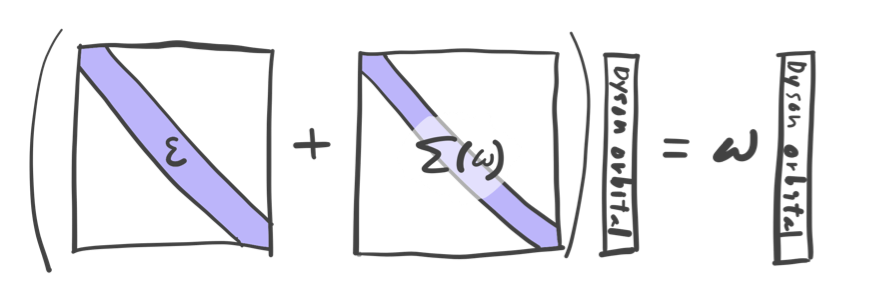 ( ε + Σ(ω) ) Dyson orbital = ω Dyson orbital